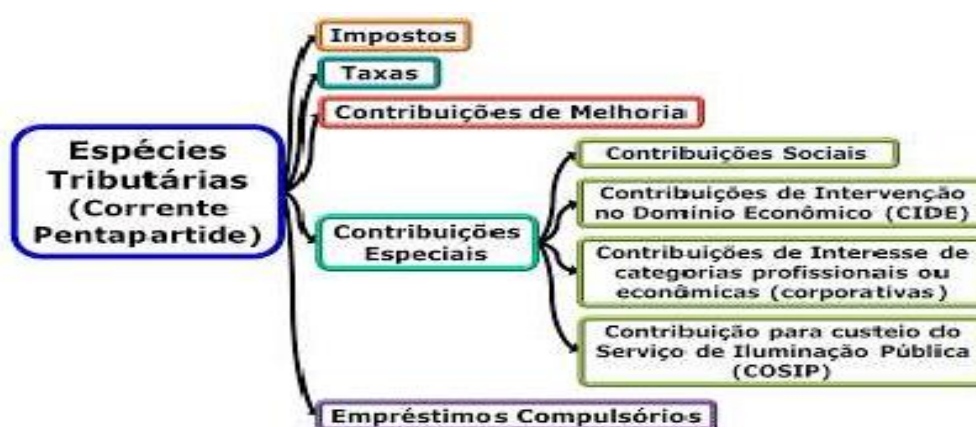 Espécies
Tributárias
(Corrente
Pentapartide)
Impostos
Taxas
Contribuições de Melhoria
Contribuições
Especiais
Contribuições Sociais
Contribuições de Intervenção
no Domínio Econômico (CIDE)
Contribuições de Interesse de
categorias profissionais ou
econômicas (corporativas)
Contribuição para custeio do
Serviço de Iluminação Pública
(COSIP)
Empréstimos Compulsórios